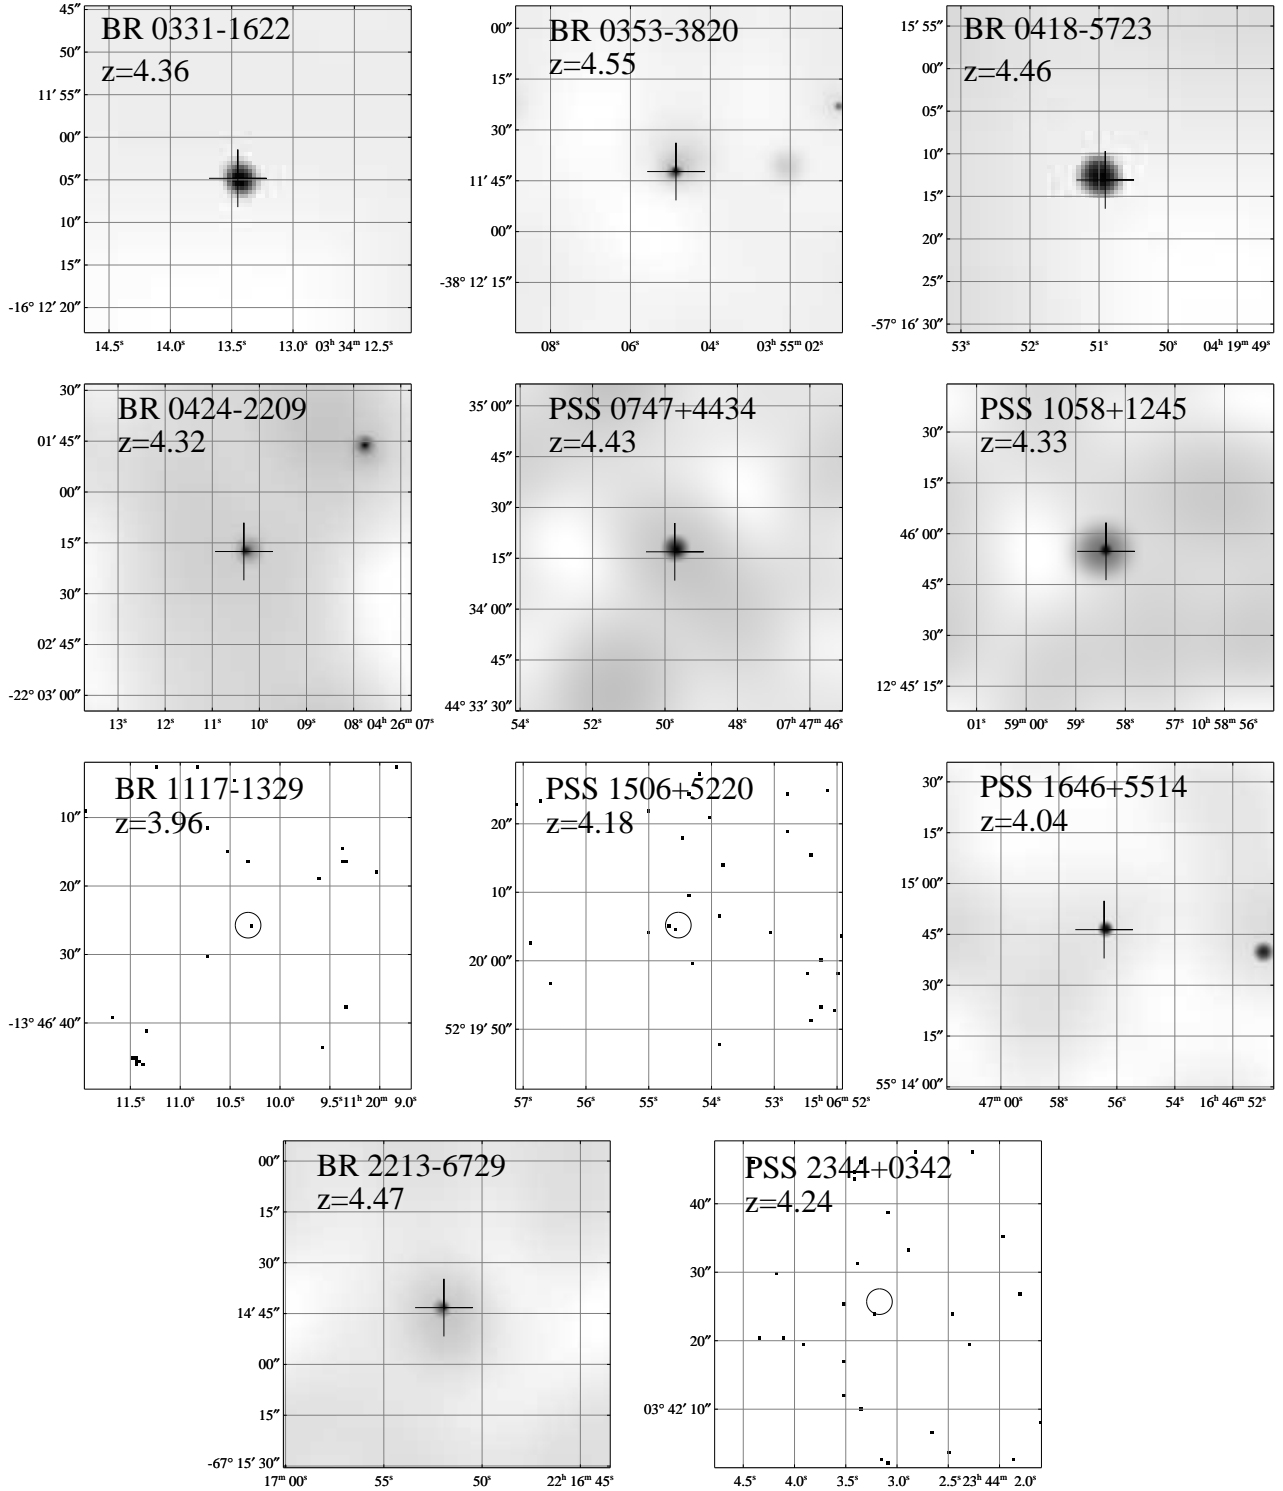 BR 0331-1622
z=4.36
45″
50″
11′ 55″
00″
05″
10″
15″
-16° 12′ 20″
14.5ˢ 14.0ˢ 13.5ˢ 13.0ˢ 03ʰ 34ᵐ 12.5ˢ
BR 0353-3820
z=4.55
00″
15″
30″
11′ 45″
00″
-38° 12′ 15″
08ˢ 06ˢ 04ˢ 03ʰ 55ᵐ 02ˢ
BR 0418-5723
z=4.46
15′ 55″
00″
05″
10″
15″
20″
25″
-57° 16′ 30″
53ˢ 52ˢ 51ˢ 50ˢ 04ʰ 19ᵐ 49ˢ
BR 0424-2209
z=4.32
30″
01′ 45″
00″
15″
30″
02′ 45″
-22° 03′ 00″
13ˢ 12ˢ 11ˢ 10ˢ 09ˢ 08ˢ 04ʰ 26ᵐ 07ˢ
PSS 0747+4434
z=4.43
35′ 00″
45″
30″
15″
34′ 00″
45″
44° 33′ 30″
54ˢ 52ˢ 50ˢ 48ˢ 07ʰ 47ᵐ 46ˢ
PSS 1058+1245
z=4.33
30″
15″
46′ 00″
45″
30″
12° 45′ 15″
01ˢ 59ᵐ 00ˢ 59ˢ 58ˢ 57ˢ 10ʰ 58ᵐ 56ˢ
BR 1117-1329
z=3.96
10″
20″
30″
-13° 46′ 40″
11.5ˢ 11.0ˢ 10.5ˢ 10.0ˢ 9.5ˢ 11ʰ 20ᵐ 9.0ˢ
PSS 1506+5220
z=4.18
20″
10″
20′ 00″
52° 19′ 50″
57ˢ 56ˢ 55ˢ 54ˢ 53ˢ 15ʰ 06ᵐ 52ˢ
PSS 1646+5514
z=4.04
30″
15″
15′ 00″
45″
30″
15″
55° 14′ 00″
47ᵐ 00ˢ 58ˢ 56ˢ 54ˢ 16ʰ 46ᵐ 52ˢ
BR 2213-6729
z=4.47
00″
15″
30″
14′ 45″
00″
15″
-67° 15′ 30″
17ᵐ 00ˢ 55ˢ 50ˢ 22ʰ 16ᵐ 45ˢ
PSS 2344+0342
z=4.24
40″
30″
20″
03° 42′ 10″
4.5ˢ 4.0ˢ 3.5ˢ 3.0ˢ 2.5ˢ 23ʰ 44ᵐ 2.0ˢ